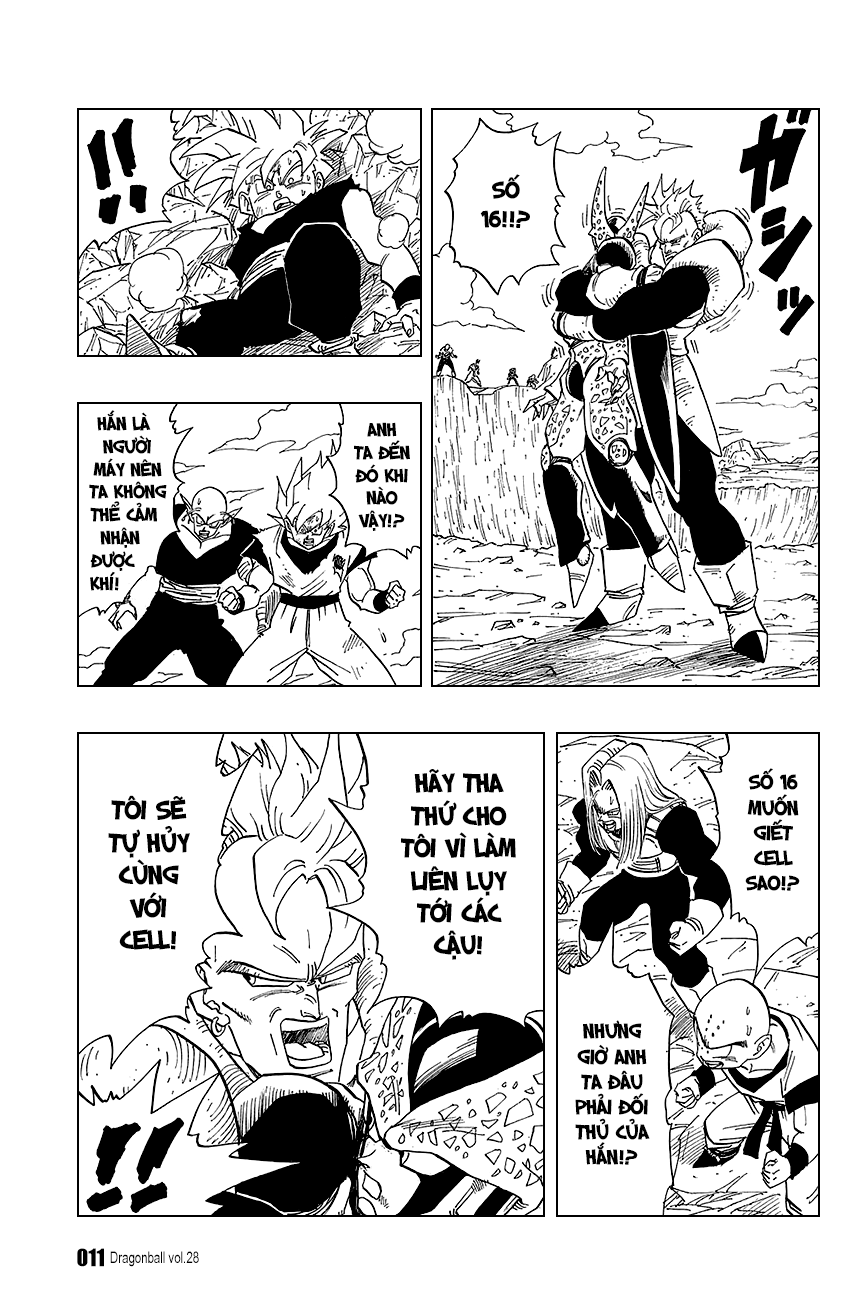 ガシッ
SỐ
16!!?
!!
ANH
TA ĐẾN
ĐÓ KHI
NÀO
VẬY!?
HẮN LÀ
NGƯỜI
MÁY NÊN
TA KHÔNG
THỂ CẢM
NHẬN
ĐƯỢC
KHÍ!
SỐ 16
MUỐN
GIẾT
CELL
SAO!?
NHƯNG
GIỜ ANH
TA ĐÂU
PHẢI ĐỐI
THỦ CỦA
HẮN!?
HÃY THA
THỨ CHO
TÔI VÌ LÀM
LIÊN LỤY
TỚI CÁC
CẬU!
TÔI SẼ
TỰ HỦY
CÙNG
VỚI
CELL!
!!
011 Dragonball vol.28